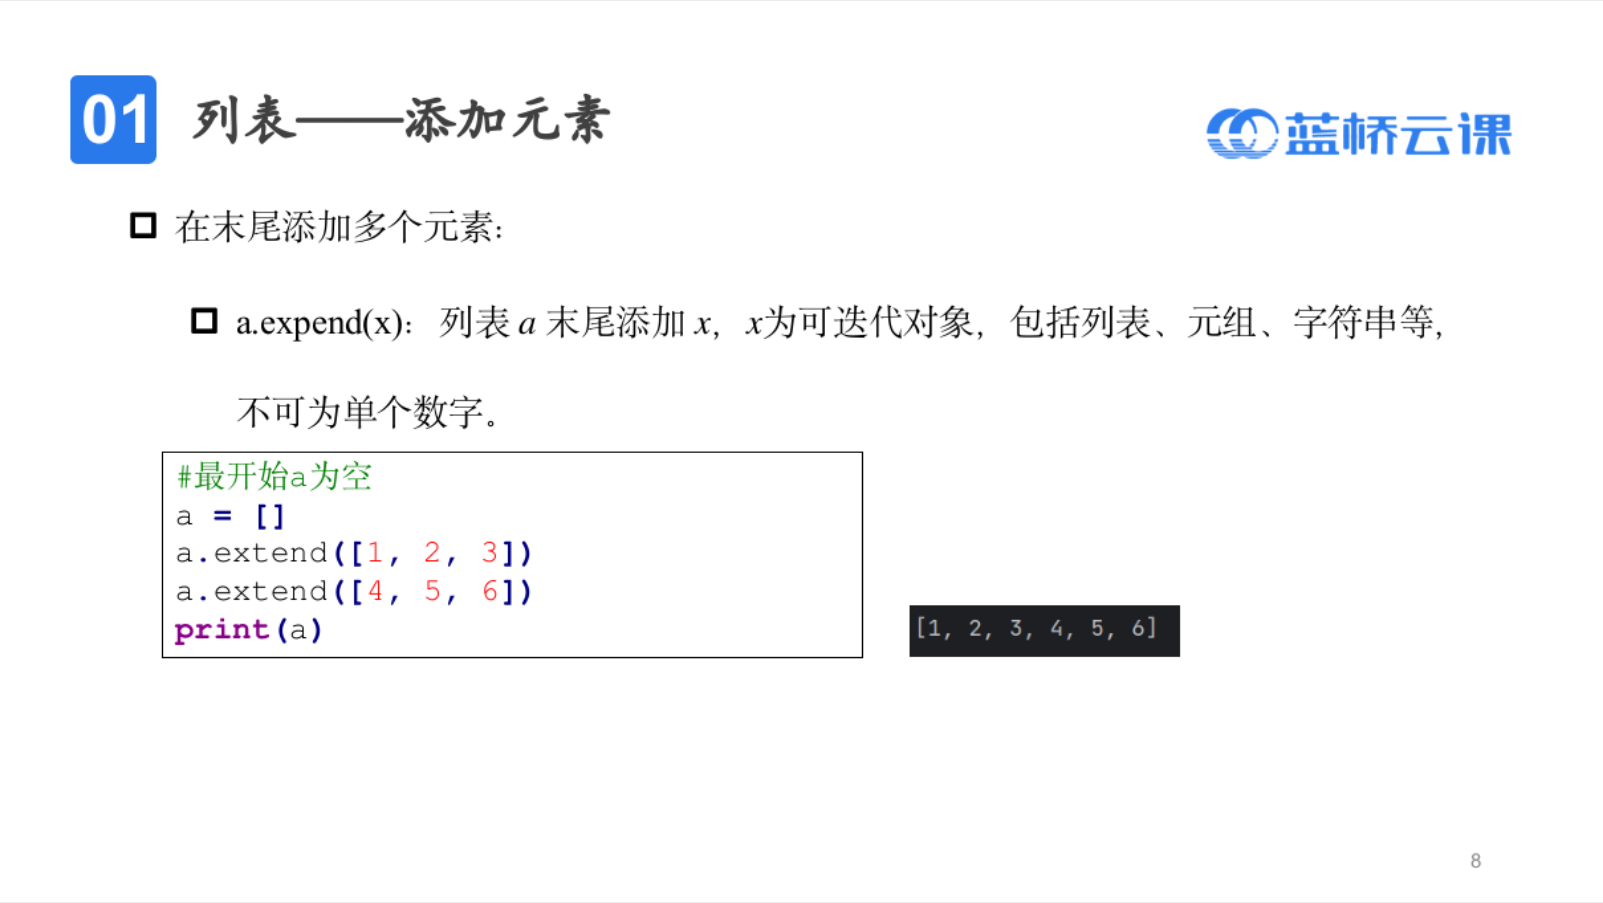 01 列表——添加元素
蓝桥云课
在末尾添加多个元素：
a.expend(x)： 列表 a 末尾添加 x， x为可迭代对象， 包括列表、元组、字符串等，
不可为单个数字。
#最开始a为空
a = []
a.extend([1, 2, 3])
a.extend([4, 5, 6])
print(a)
[1, 2, 3, 4, 5, 6]
8